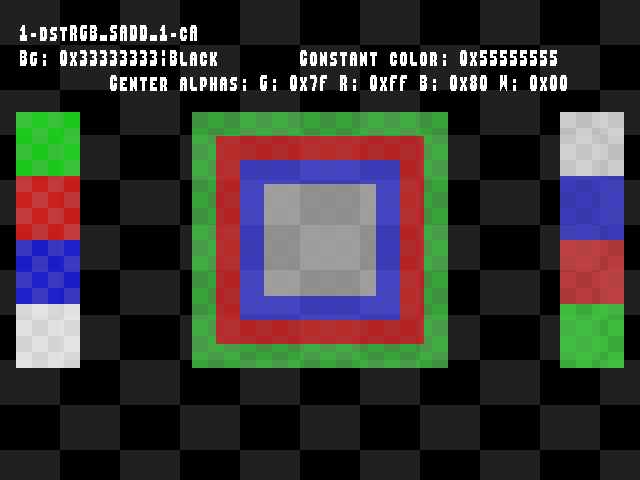 1-dstRGB_SADD_1-cA
Bg: 0x33333333;Black Constant color: 0x55555555
Center alphas: G: 0x7F R: 0xFF B: 0x80 W: 0x00